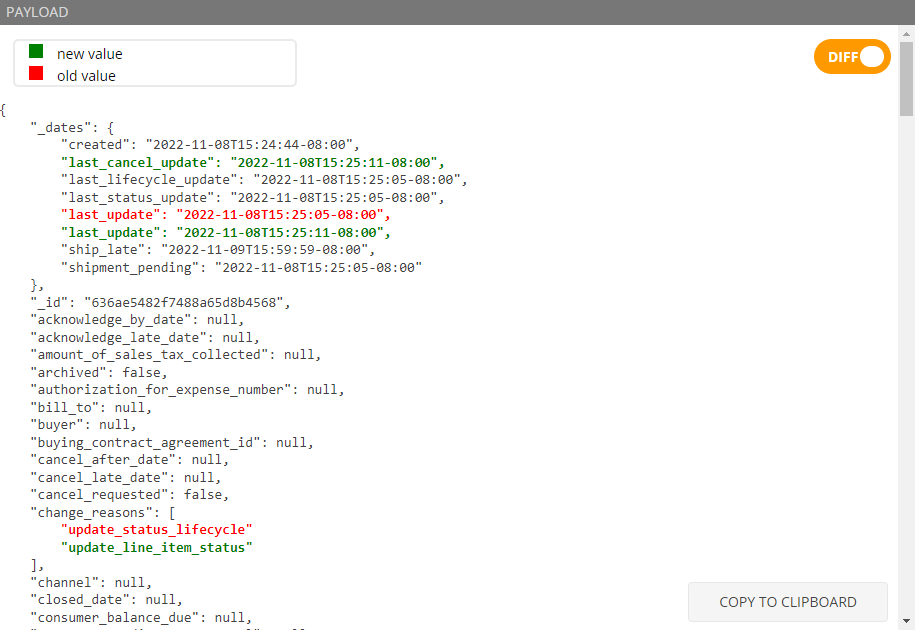 PAYLOAD
new value
old value
DIFF
{
"_dates": {
"created": "2022-11-08T15:24:44-08:00",
"last_cancel_update": "2022-11-08T15:25:11-08:00",
"last_lifecycle_update": "2022-11-08T15:25:05-08:00",
"last_status_update": "2022-11-08T15:25:05-08:00",
"last_update": "2022-11-08T15:25:05-08:00",
"last_update": "2022-11-08T15:25:11-08:00",
"ship_late": "2022-11-09T15:59:59-08:00",
"shipment_pending": "2022-11-08T15:25:05-08:00"
},
"_id": "636ae5482f7488a65d8b4568",
"acknowledge_by_date": null,
"acknowledge_late_date": null,
"amount_of_sales_tax_collected": null,
"archived": false,
"authorization_for_expense_number": null,
"bill_to": null,
"buyer": null,
"buying_contract_agreement_id": null,
"cancel_after_date": null,
"cancel_late_date": null,
"cancel_requested": false,
"change_reasons": [
"update_status_lifecycle"
"update_line_item_status"
],
"channel": null,
"closed_date": null,
"consumer_balance_due": null,
COPY TO CLIPBOARD